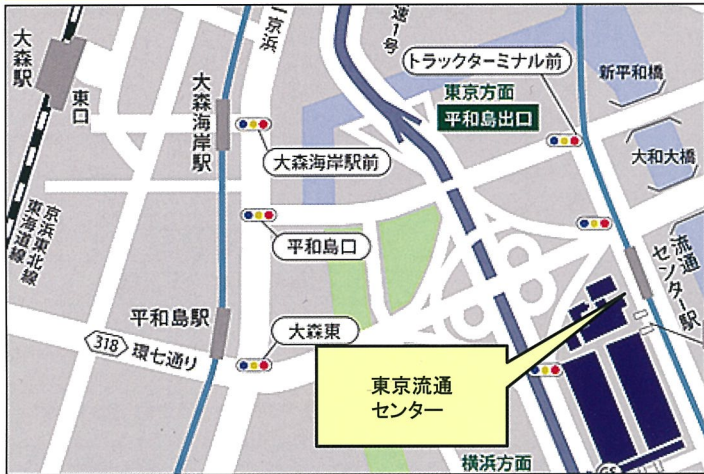 一京浜
速1号
トラックターミナル前
新平和橋
大森駅
東口
大森海岸駅
東京方面
平和島出口
大森海岸駅前
大和大橋
平和島口
京浜東北線
東海道線
流通
センター駅
平和島駅
大森東
318 環七通り
東京流通
センター
横浜方面
GS